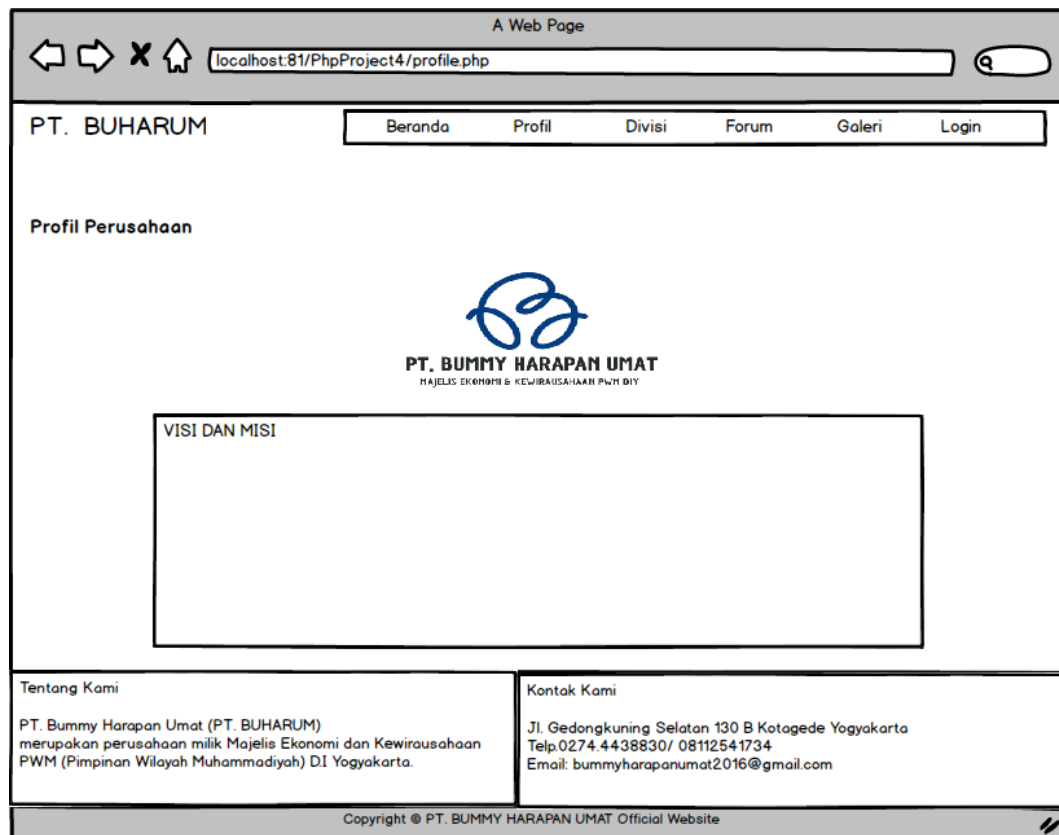 A Web Page
localhost:81/PhpProject4/profile.php
PT. BUHARUM
Beranda Profil Divisi Forum Galeri Login
Profil Perusahaan
PT. BUMMY HARAPAN UMAT
MAJELIS EKONOMI & KEWIRAUSAHAAN PWM DIY
VISI DAN MISI
Tentang Kami
PT. Bummy Harapan Umat (PT. BUHARUM)
merupakan perusahaan milik Majelis Ekonomi dan Kewirausahaan
PWM (Pimpinan Wilayah Muhammadiyah) D.I Yogyakarta.
Kontak Kami
Jl. Gedongkuning Selatan 130 B Kotagede Yogyakarta
Telp.0274.4438830/ 08112541734
Email: bummyharapanumat2016@gmail.com
Copyright © PT. BUMMY HARAPAN UMAT Official Website